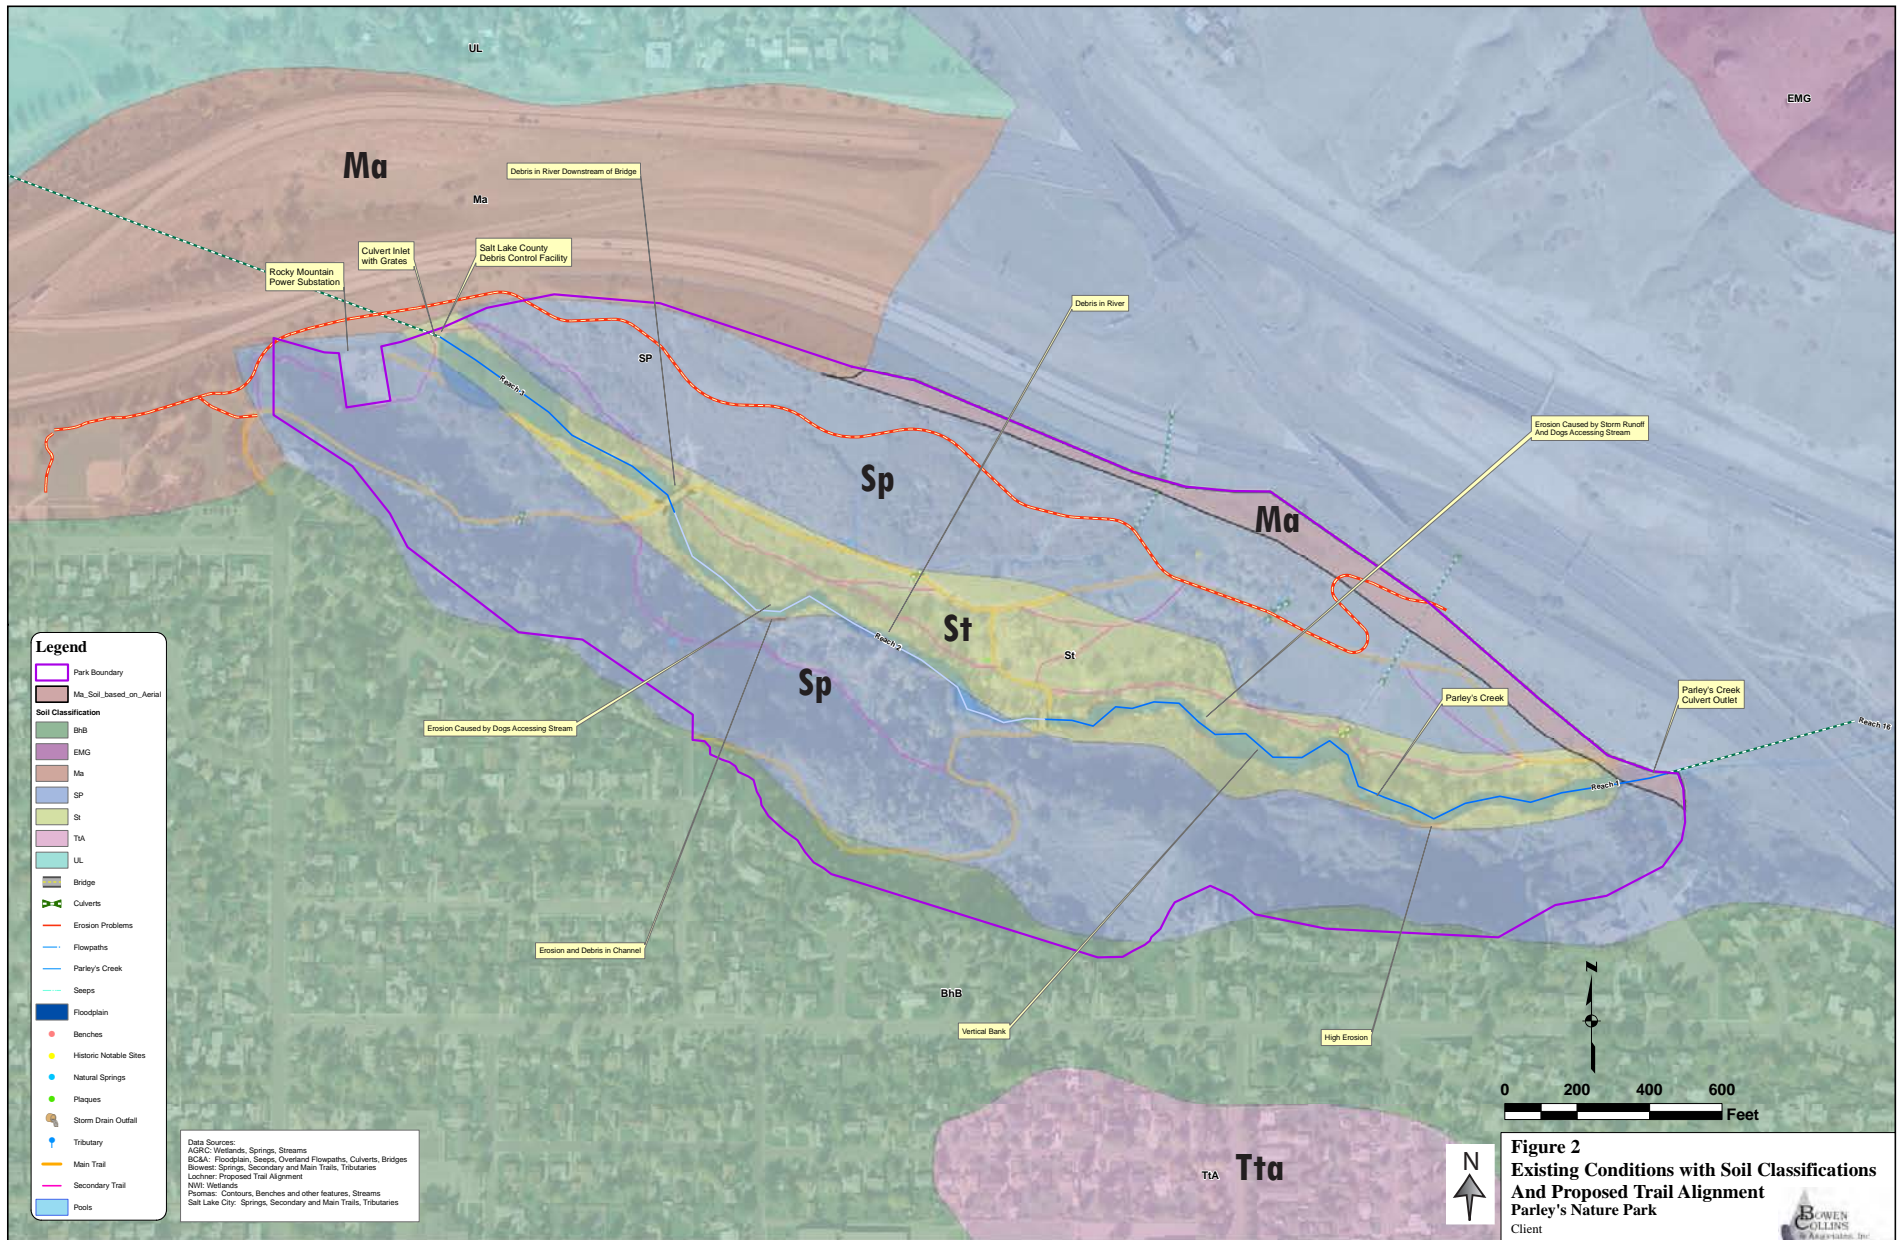 UL
EMG
Ma
Ma
Debris in River Downstream of Bridge
Culvert Inlet
with Grates
Salt Lake County
Debris Control Facility
Rocky Mountain
Power Substation
Debris in River
SP
Reach 3
Erosion Caused by Storm Runoff
And Dogs Accessing Stream
Sp
Ma
St
St
Reach 2
Sp
Parley's Creek
Parley's Creek
Culvert Outlet
Reach 16
Reach 1
Erosion Caused by Dogs Accessing Stream
Erosion and Debris in Channel
BhB
Vertical Bank
High Erosion
TtA
Tta
Legend
Park Boundary
Ma_Soil_based_on_Aerial
Soil Classification
BhB
EMG
Ma
SP
St
TtA
UL
Bridge
Culverts
Erosion Problems
Flowpaths
Parley's Creek
Seeps
Floodplain
Benches
Historic Notable Sites
Natural Springs
Plaques
Storm Drain Outfall
Tributary
Main Trail
Secondary Trail
Pools
Data Sources:
AGRC: Wetlands, Springs, Streams
BC&A: Floodplain, Seeps, Overland Flowpaths, Culverts, Bridges
Biowest: Springs, Secondary and Main Trails, Tributaries
Lochner: Proposed Trail Alignment
NWI: Wetlands
Psomas: Contours, Benches and other features, Streams
Salt Lake City: Springs, Secondary and Main Trails, Tributaries
N
0 200 400 600
Feet
N
Figure 2
Existing Conditions with Soil Classifications
And Proposed Trail Alignment
Parley's Nature Park
Client
BOWEN
COLLINS
& Associates, Inc.